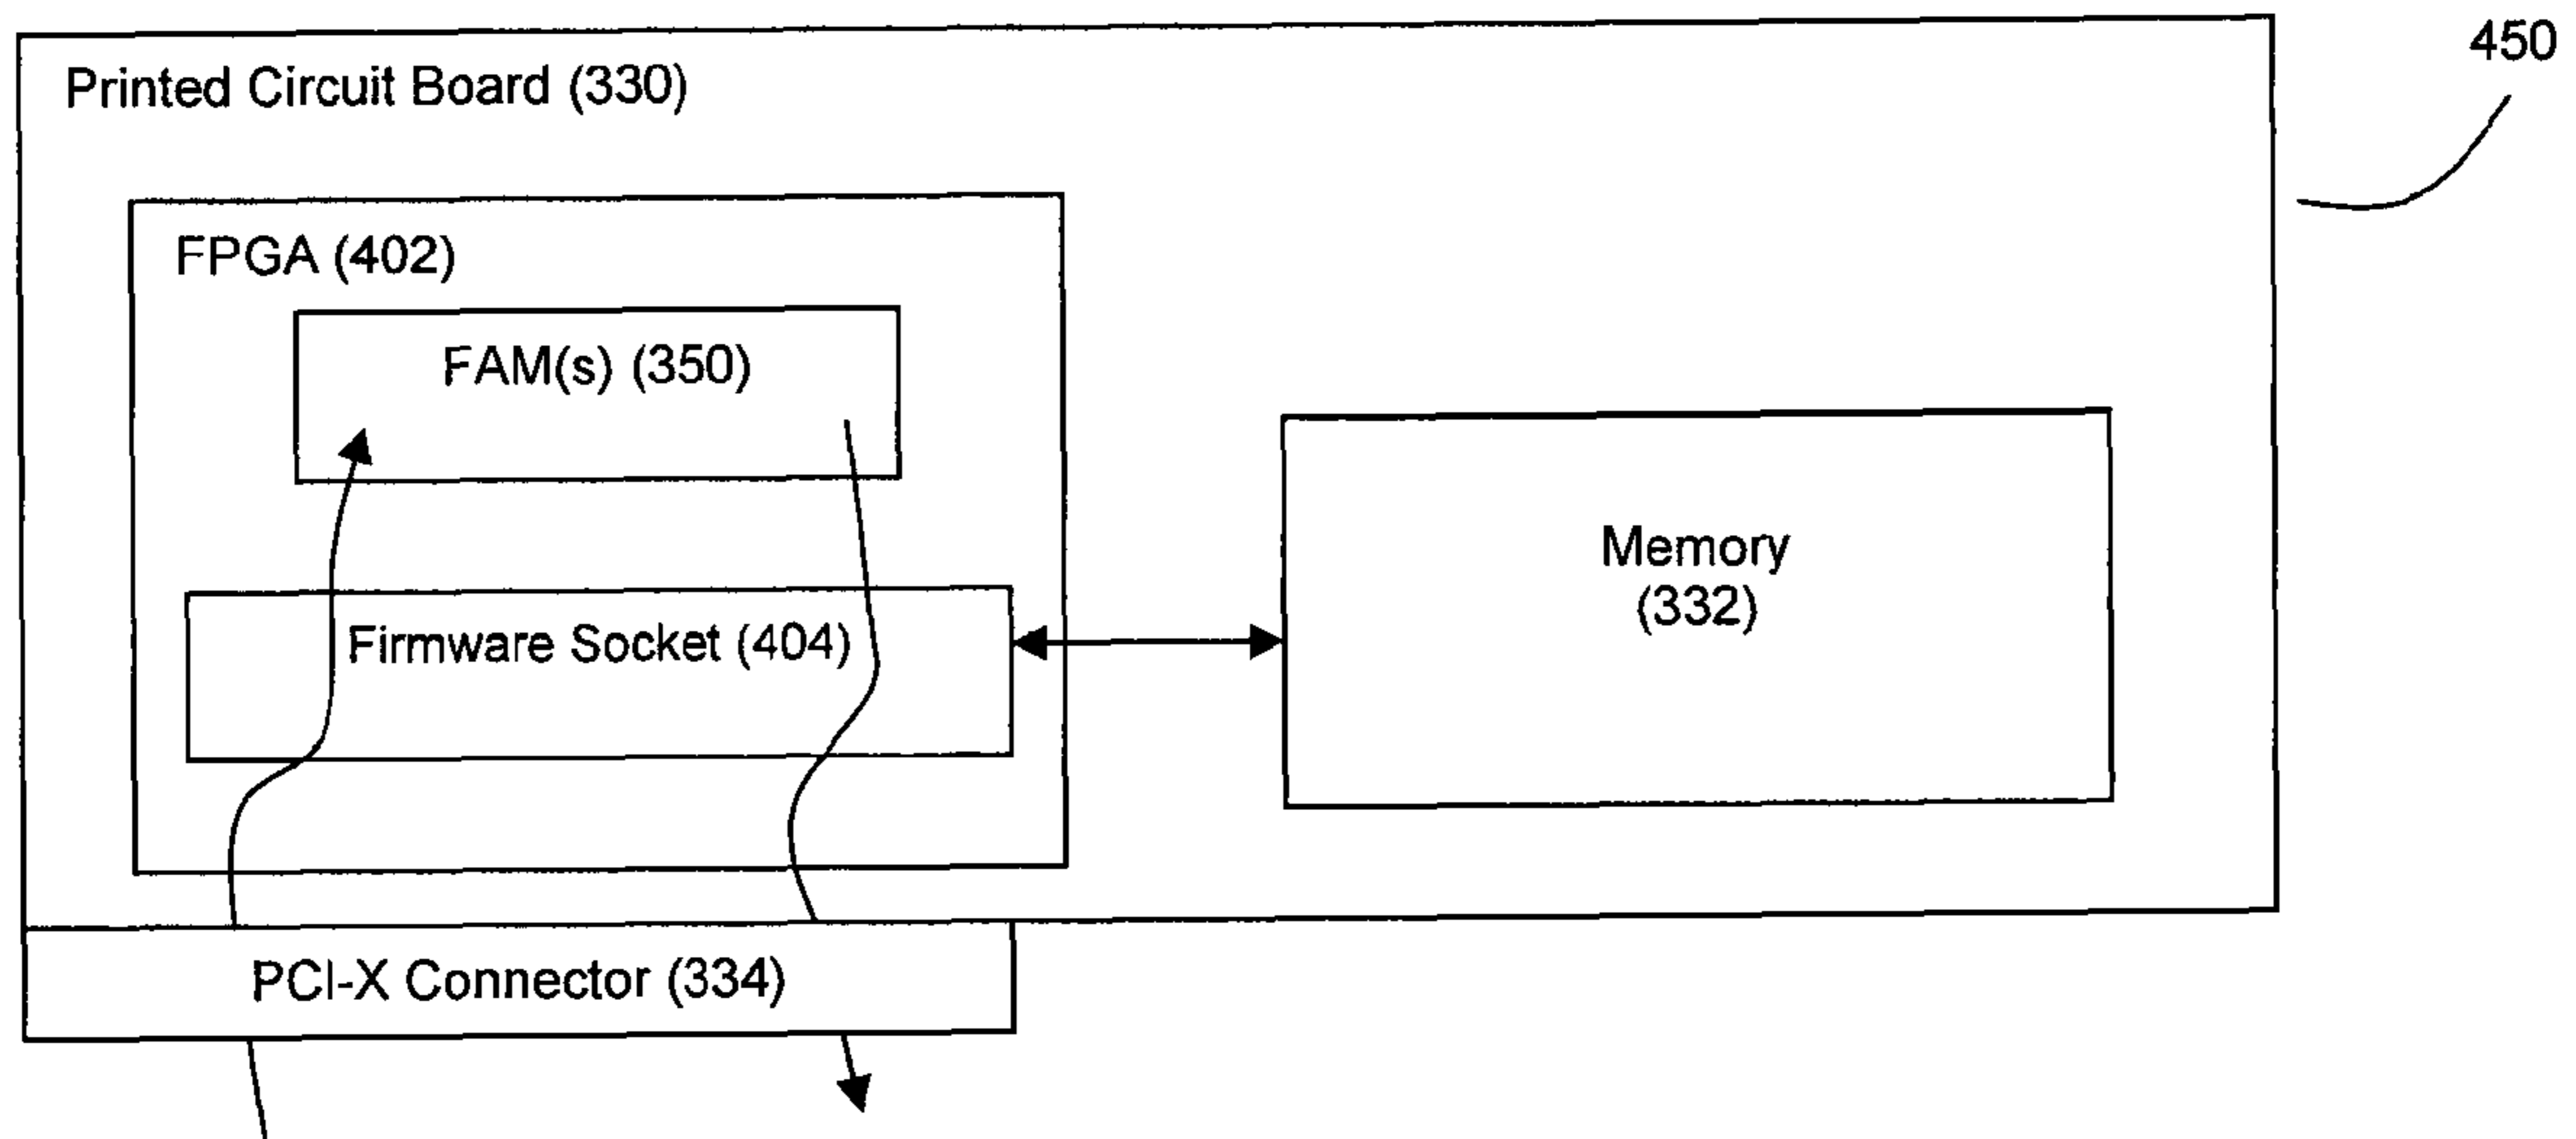 450
Printed Circuit Board (330)
FPGA (402)
FAM(s) (350)
Memory
(332)
Firmware Socket (404)
PCI-X Connector (334)